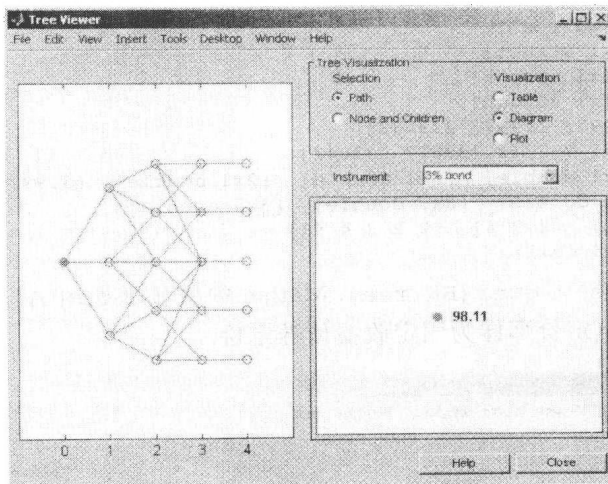 Tree Viewer
File Edit View Insert Tools Desktop Window Help
Tree Visualization
Selection
Path
Node and Children
Visualization
Table
Diagram
Plot
Instrument:
3% bond
98.11
0 1 2 3 4
Help Close